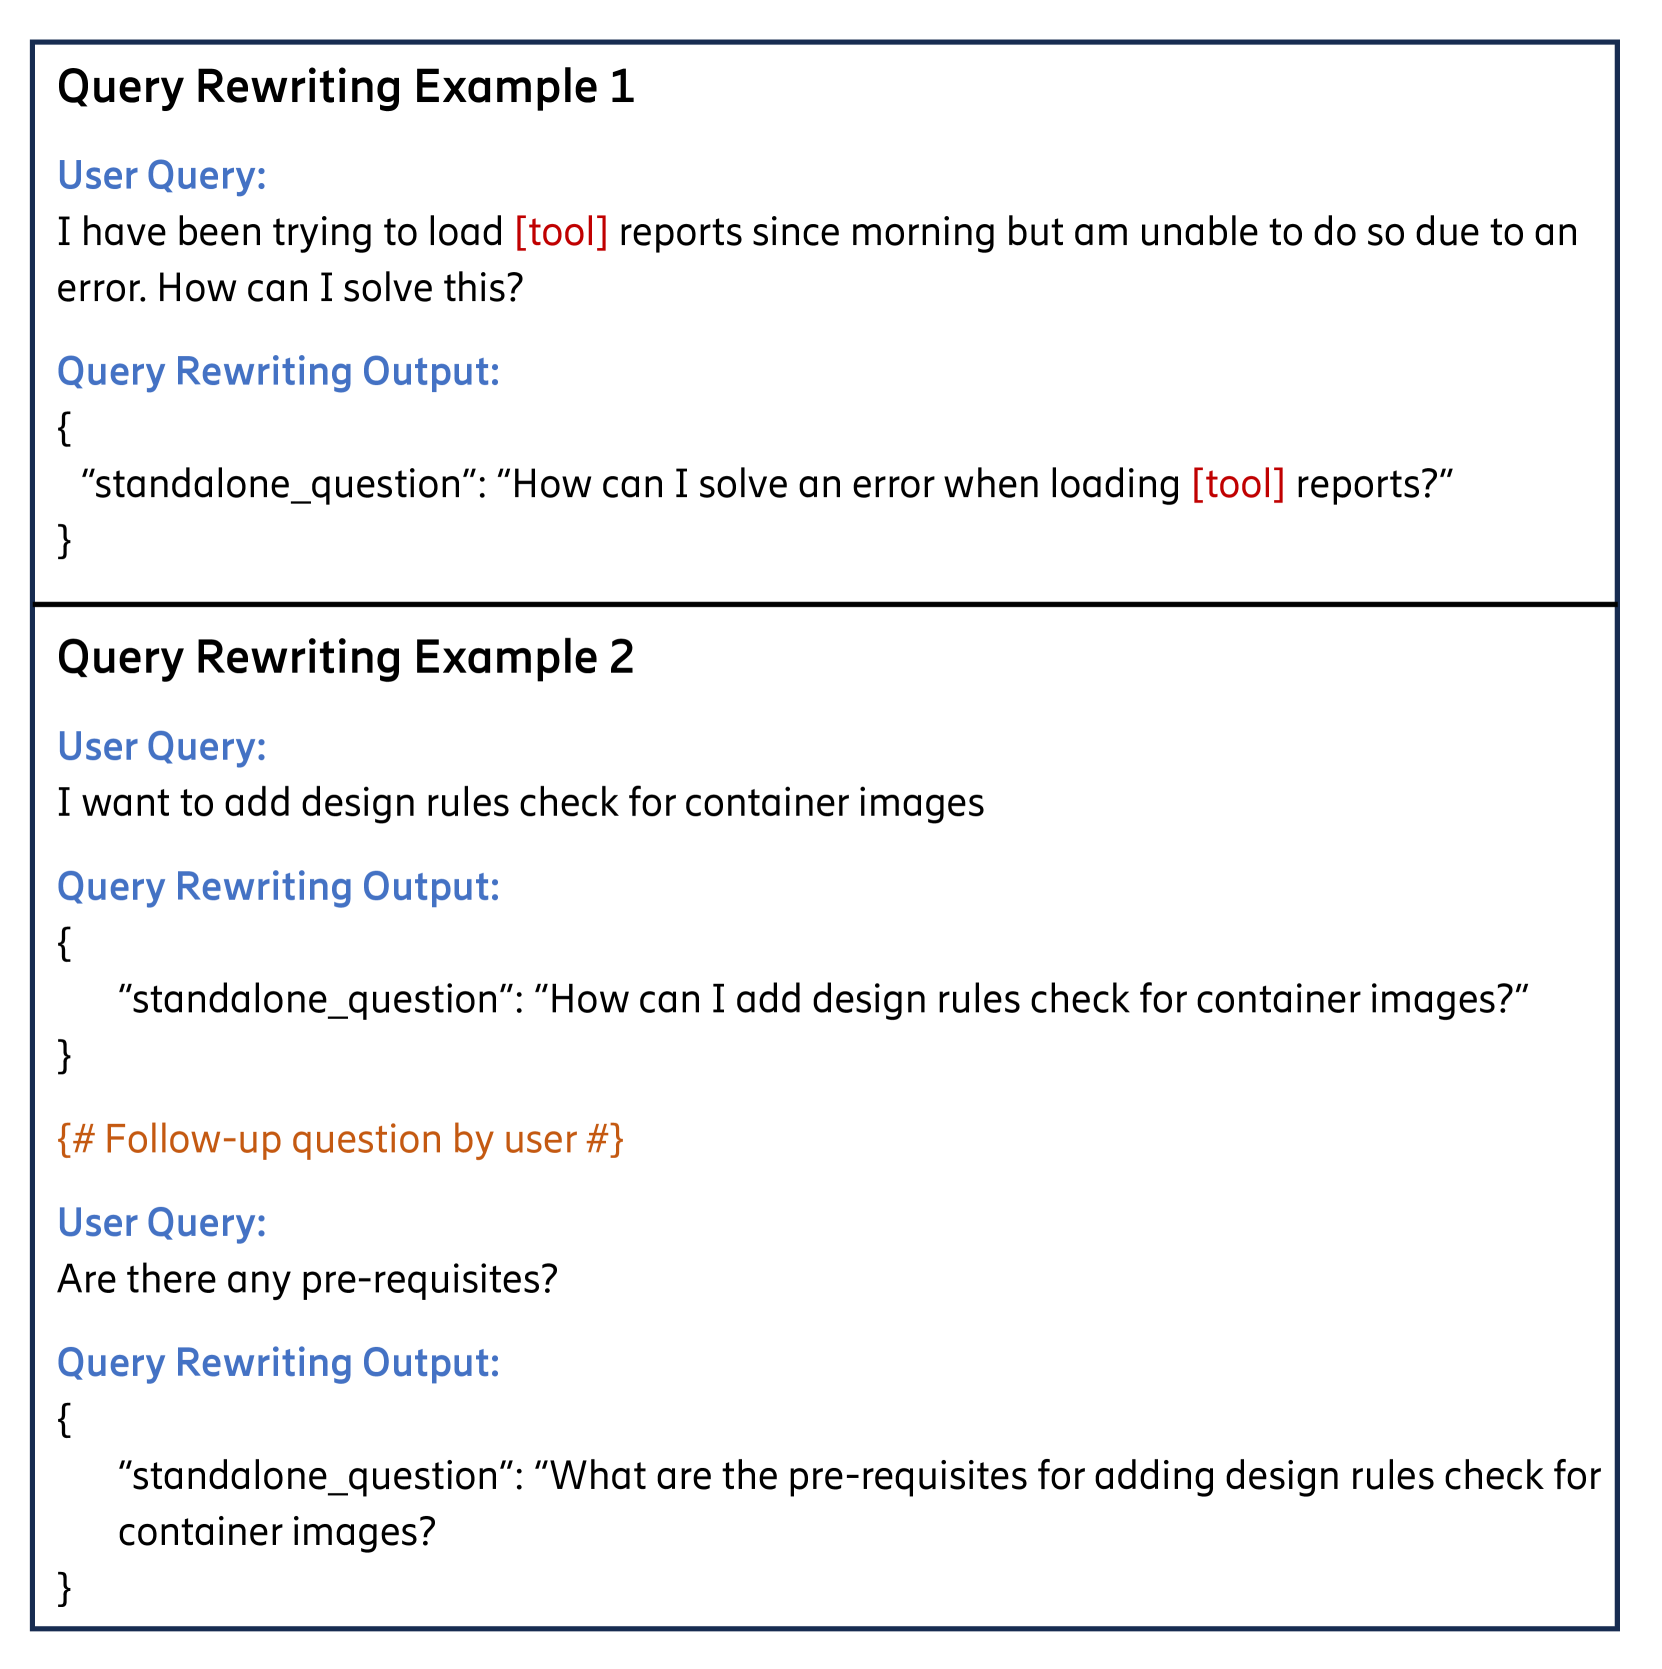 Query Rewriting Example 1
User Query:
I have been trying to load [tool] reports since morning but am unable to do so due to an
error. How can I solve this?
Query Rewriting Output:
{
“standalone_question”: “How can I solve an error when loading [tool] reports?”
}
Query Rewriting Example 2
User Query:
I want to add design rules check for container images
Query Rewriting Output:
{
“standalone_question”: “How can I add design rules check for container images?”
}
{# Follow-up question by user #}
User Query:
Are there any pre-requisites?
Query Rewriting Output:
{
“standalone_question”: “What are the pre-requisites for adding design rules check for
container images?
}